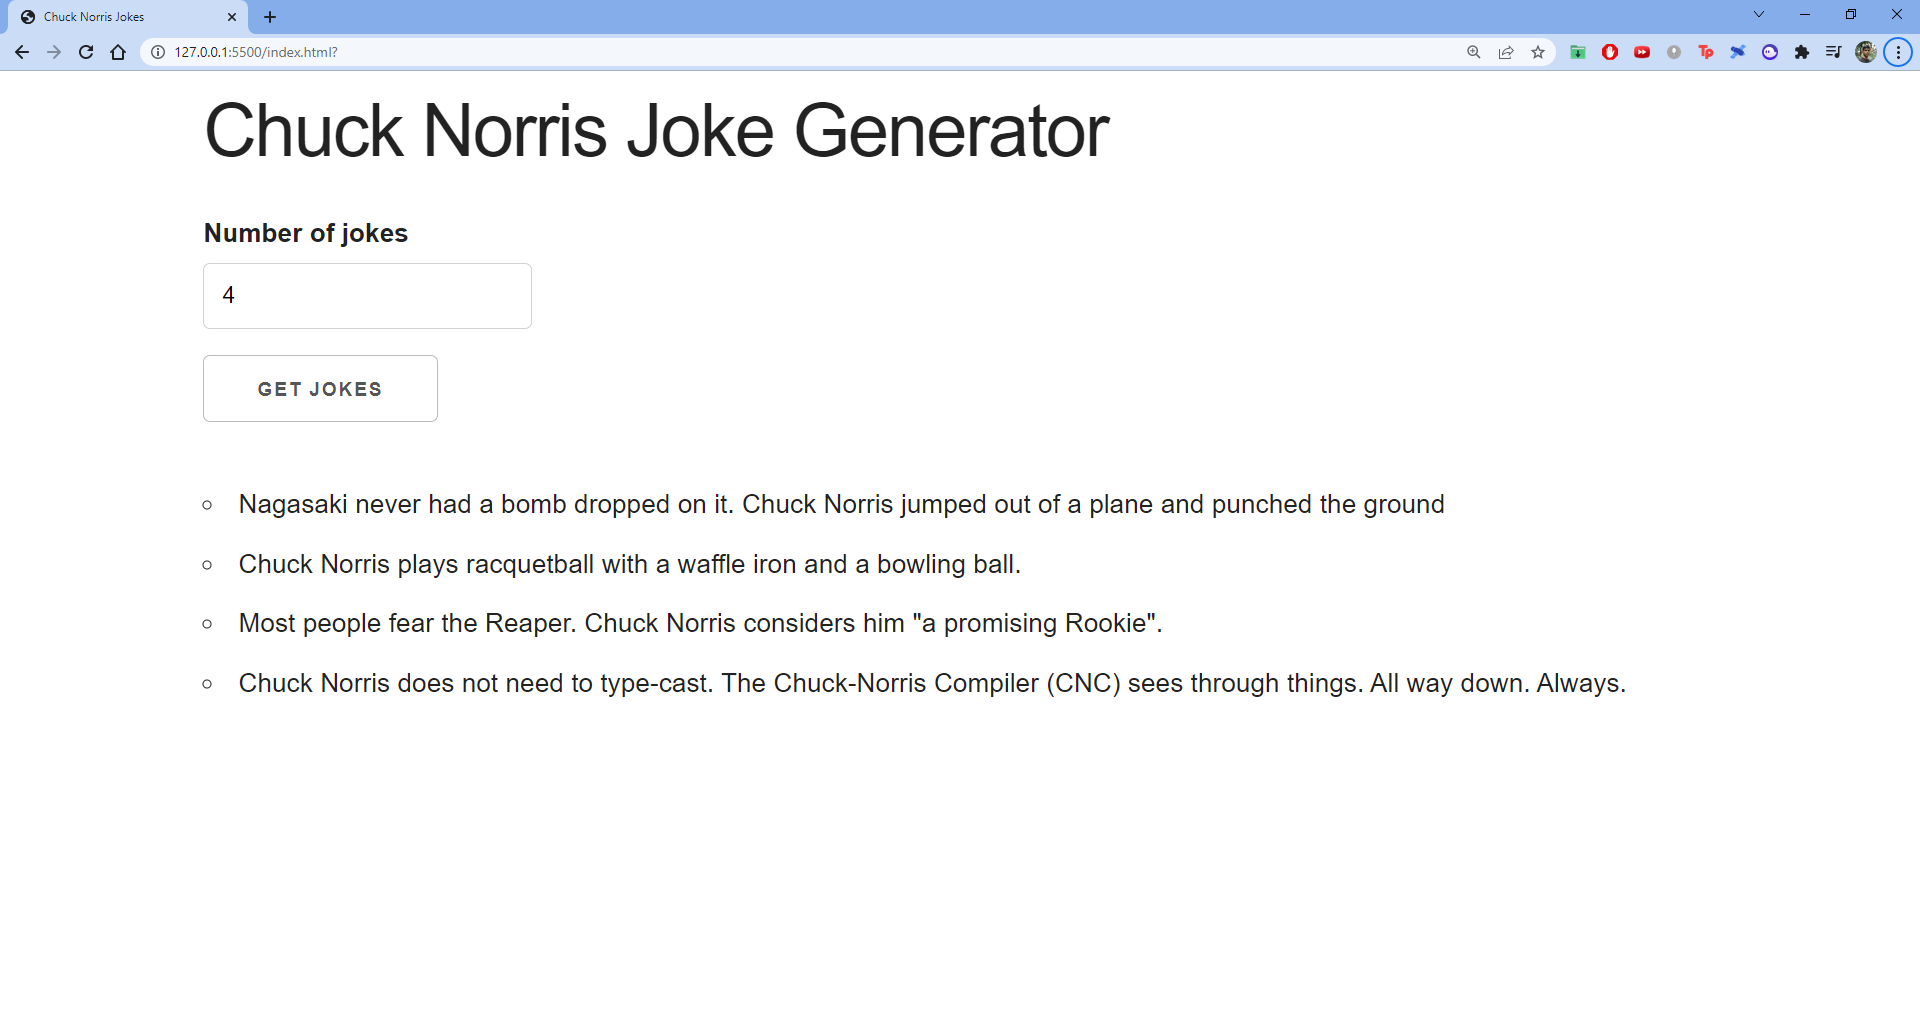 Chuck Norris Jokes
127.0.0.1:5500/index.html?
Tp
Chuck Norris Joke Generator
Number of jokes
4
GET JOKES
Nagasaki never had a bomb dropped on it. Chuck Norris jumped out of a plane and punched the ground
Chuck Norris plays racquetball with a waffle iron and a bowling ball.
Most people fear the Reaper. Chuck Norris considers him "a promising Rookie".
Chuck Norris does not need to type-cast. The Chuck-Norris Compiler (CNC) sees through things. All way down. Always.